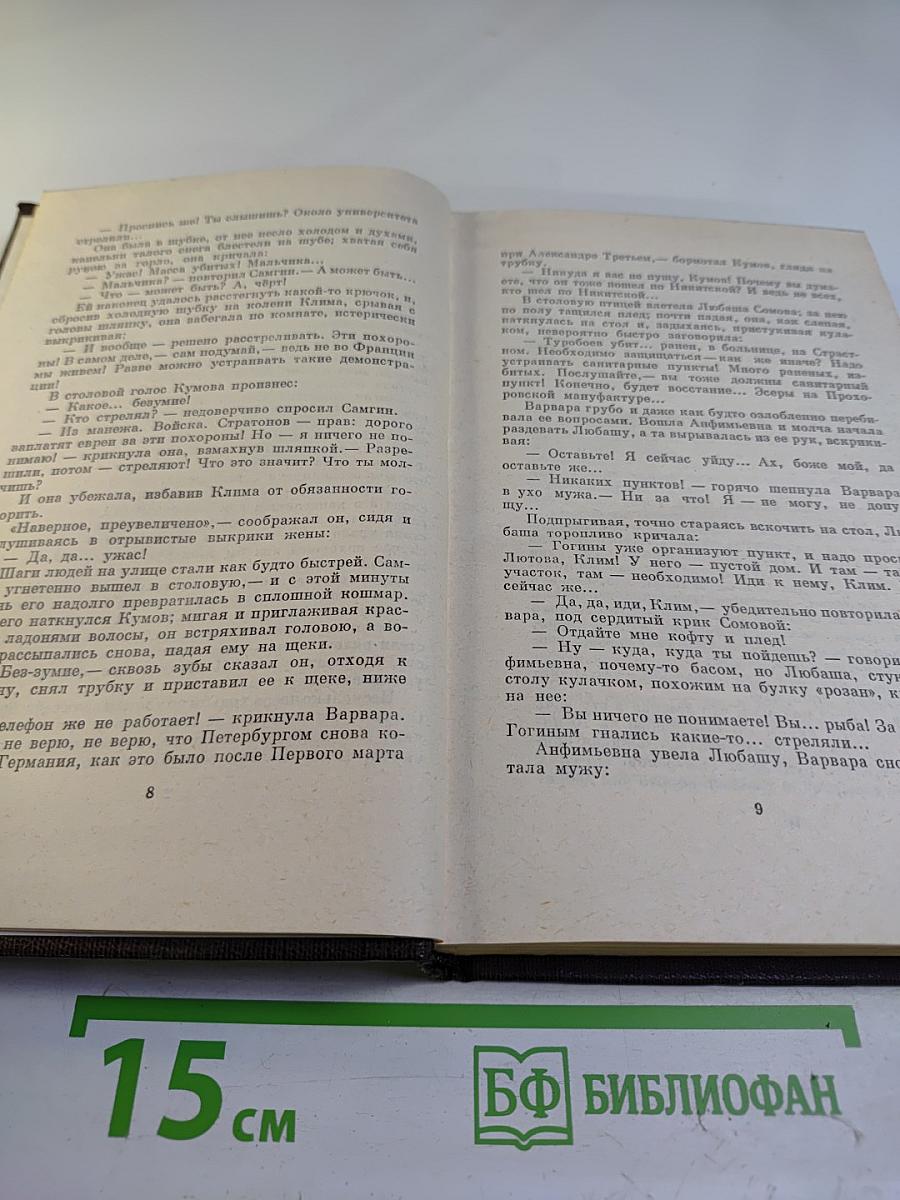 — Проснись же! Ты слышишь? Около университета
стреляли...
Она была в шубке, от нее несло холодом и духами,
капельки талого снега блестели на шубе; хватая себя
рукою за горло, она кричала:
— Ужас! Масса убитых! Мальчика...
— Мальчика? — повторил Самгин.— А может быть...
— Что — может быть? А, чёрт!
Ей наконец удалось расстегнуть какой-то крючок, и,
сбросив холодную шубку на колени Клима, срывая с
головы шляпку, она забегала по комнате, истерически
выкрикивая:
— И вообще — решено расстреливать. Эти похоро-
ны! В самом деле,— сам подумай,— ведь не во Франции
мы живем! Разве можно устраивать такие демонстра-
ции!
В столовой голос Кумова произнес:
— Какое... безумие!
— Кто стрелял? — недоверчиво спросил Самгин.
— Из манежа. Войска. Стратонов — прав: дорого
заплатят евреи за эти похороны! Но — я ничего не по-
нимаю! — крикнула она, взмахнув шляпкой.— Разре-
шили, потом — стреляют! Что это значит? Что ты мол-
чишь?
И она убежала, избавив Клима от обязанности го-
ворить.
«Наверное, преувеличено»,— соображал он, сидя и
слушиваясь в отрывистые выкрики жены:
— Да, да... ужас!
Шаги людей на улице стали как будто быстрей. Сам-
угнетенно вышел в столовую,— и с этой минуты
нь его надолго превратилась в сплошной кошмар.
его наткнулся Кумов; мигая и приглаживая крас-
ладонями волосы, он встряхивал головою, а во-
рассыпались снова, падая ему на щеки.
Без-зумие,— сквозь зубы сказал он, отходя к
ну, снял трубку и приставил ее к щеке, ниже
елефон же не работает! — крикнула Варвара.
не верю, не верю, что Петербургом снова ко-
Германия, как это было после Первого марта
8
при Александре Третьем,— бормотал Кумов, глядя на
трубку.
— Никуда я вас не пущу, Кумов! Почему вы дума-
ете, что он тоже пошел по Никитской? И ведь не всех,
кто шел по Никитской...
В столовую птицей влетела Любаша Сомова; за нею
по полу тащился плед; почти падая, она, как слепая,
наткнулась на стол и, задыхаясь, пристукивая кула-
ком, невероятно быстро заговорила:
— Туробоев убит... ранен, в больнице, на Страст-
ном. Необходимо защищаться — как же иначе? Надо
устраивать санитарные пункты! Много раненых, из-
битых. Послушайте,— вы тоже должны санитарный
пункт! Конечно, будет восстание... Эсеры на Прохо-
ровской мануфактуре...
Варвара грубо и даже как будто озлобленно переби-
вала ее вопросами. Вошла Анфимьевна и молча начала
раздевать Любашу, а та вырывалась из ее рук, вскрики-
вая:
— Оставьте! Я сейчас уйду... Ах, боже мой, да
оставьте же...
— Никаких пунктов! — горячо шепнула Варвара
в ухо мужа.— Ни за что! Я — не могу, не допу
щу...
Подпрыгивая, точно стараясь вскочить на стол, Лю
баша торопливо кричала:
— Гогины уже организуют пункт, и надо прос
Лютова, Клим! У него — пустой дом. И там — та
участок, там — необходимо! Иди к нему, Клим.
сейчас же...
— Да, да, иди, Клим,— убедительно повторила
вара, под сердитый крик Сомовой:
— Отдайте мне кофту и плед!
— Ну — куда, куда ты пойдешь? — говори
фимьевна, почему-то басом, но Любаша, сту
столу кулачком, похожим на булку «розан», к
на нее:
— Вы ничего не понимаете! Вы... рыба! За
Гогиным гнались какие-то... стреляли...
Анфимьевна увела Любашу, Варвара сно
тала мужу:
9
15 см
БФ БИБЛИОФАН